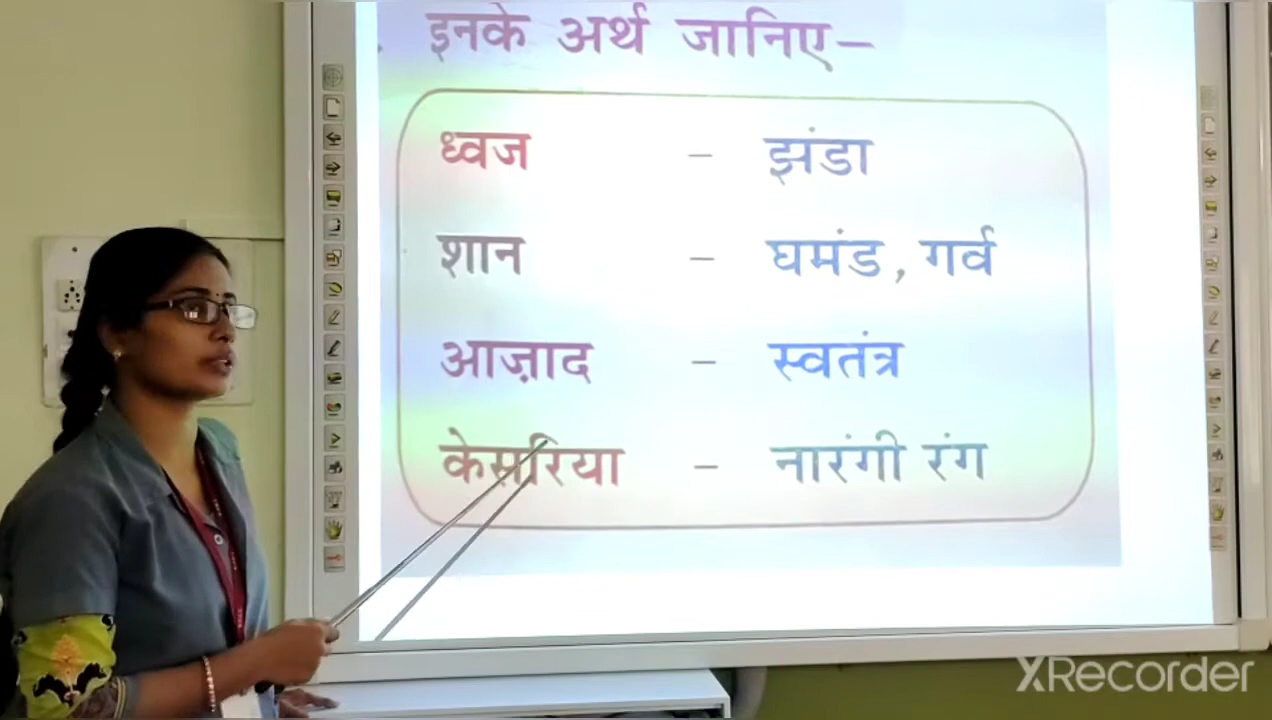 इनके अर्थ जानिए–
ध्वज – झंडा
शान – घमंड, गर्व
आज़ाद – स्वतंत्र
केसरिया – नारंगी रंग
XRecorder